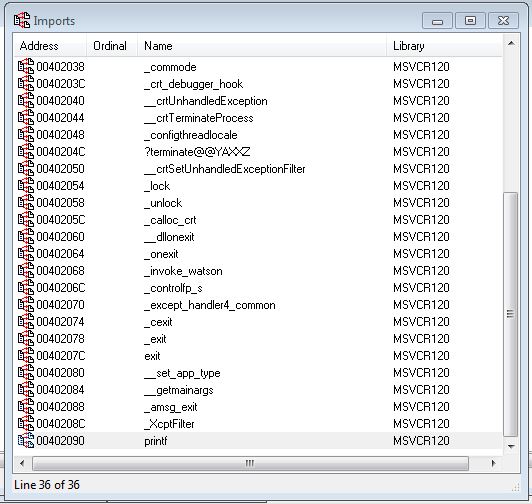 Imports
Address Ordinal Name Library
00402038 _commode MSVCR120
0040203C _crt_debugger_hook MSVCR120
00402040 __crtUnhandledException MSVCR120
00402044 __crtTerminateProcess MSVCR120
00402048 _configthreadlocale MSVCR120
0040204C ?terminate@@YAXXZ MSVCR120
00402050 __crtSetUnhandledExceptionFilter MSVCR120
00402054 _lock MSVCR120
00402058 _unlock MSVCR120
0040205C _calloc_crt MSVCR120
00402060 __dllonexit MSVCR120
00402064 _onexit MSVCR120
00402068 _invoke_watson MSVCR120
0040206C _controlfp_s MSVCR120
00402070 _except_handler4_common MSVCR120
00402074 _cexit MSVCR120
00402078 _exit MSVCR120
0040207C exit MSVCR120
00402080 __set_app_type MSVCR120
00402084 __getmainargs MSVCR120
00402088 _amsg_exit MSVCR120
0040208C _XcptFilter MSVCR120
00402090 printf MSVCR120
Line 36 of 36